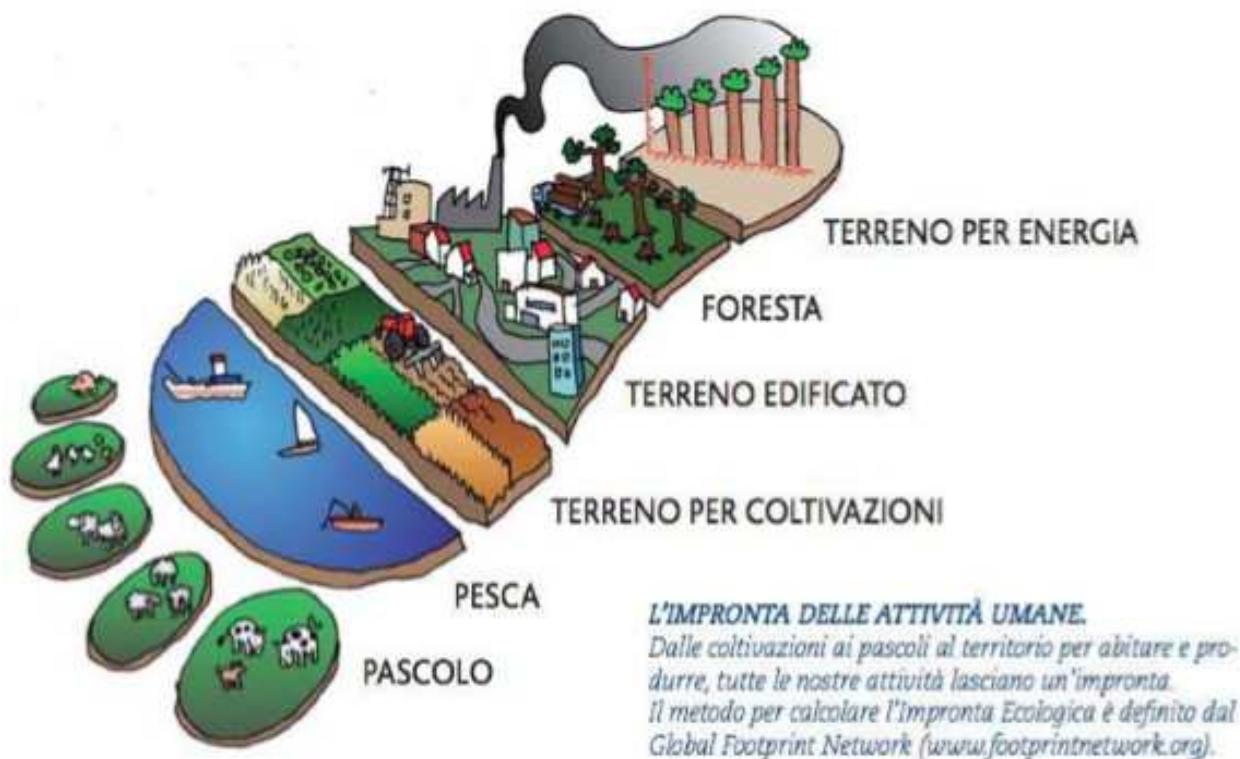 TERRENO PER ENERGIA
FORESTA
TERRENO EDIFICATO
TERRENO PER COLTIVAZIONI
PESCA
PASCOLO
L'IMPRONTA DELLE ATTIVITÀ UMANE.
Dalle coltivazioni ai pascoli al territorio per abitare e pro-
durre, tutte le nostre attività lasciano un'impronta.
Il metodo per calcolare l'Impronta Ecologica è definito dal
Global Footprint Network (www.footprintnetwork.org).